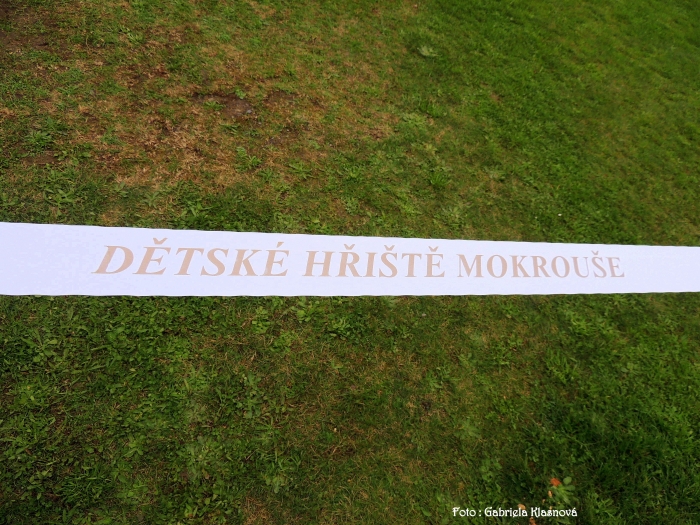 DĚTSKÉ HŘIŠTĚ MOKROUŠE
Foto : Gabriela Klasnová